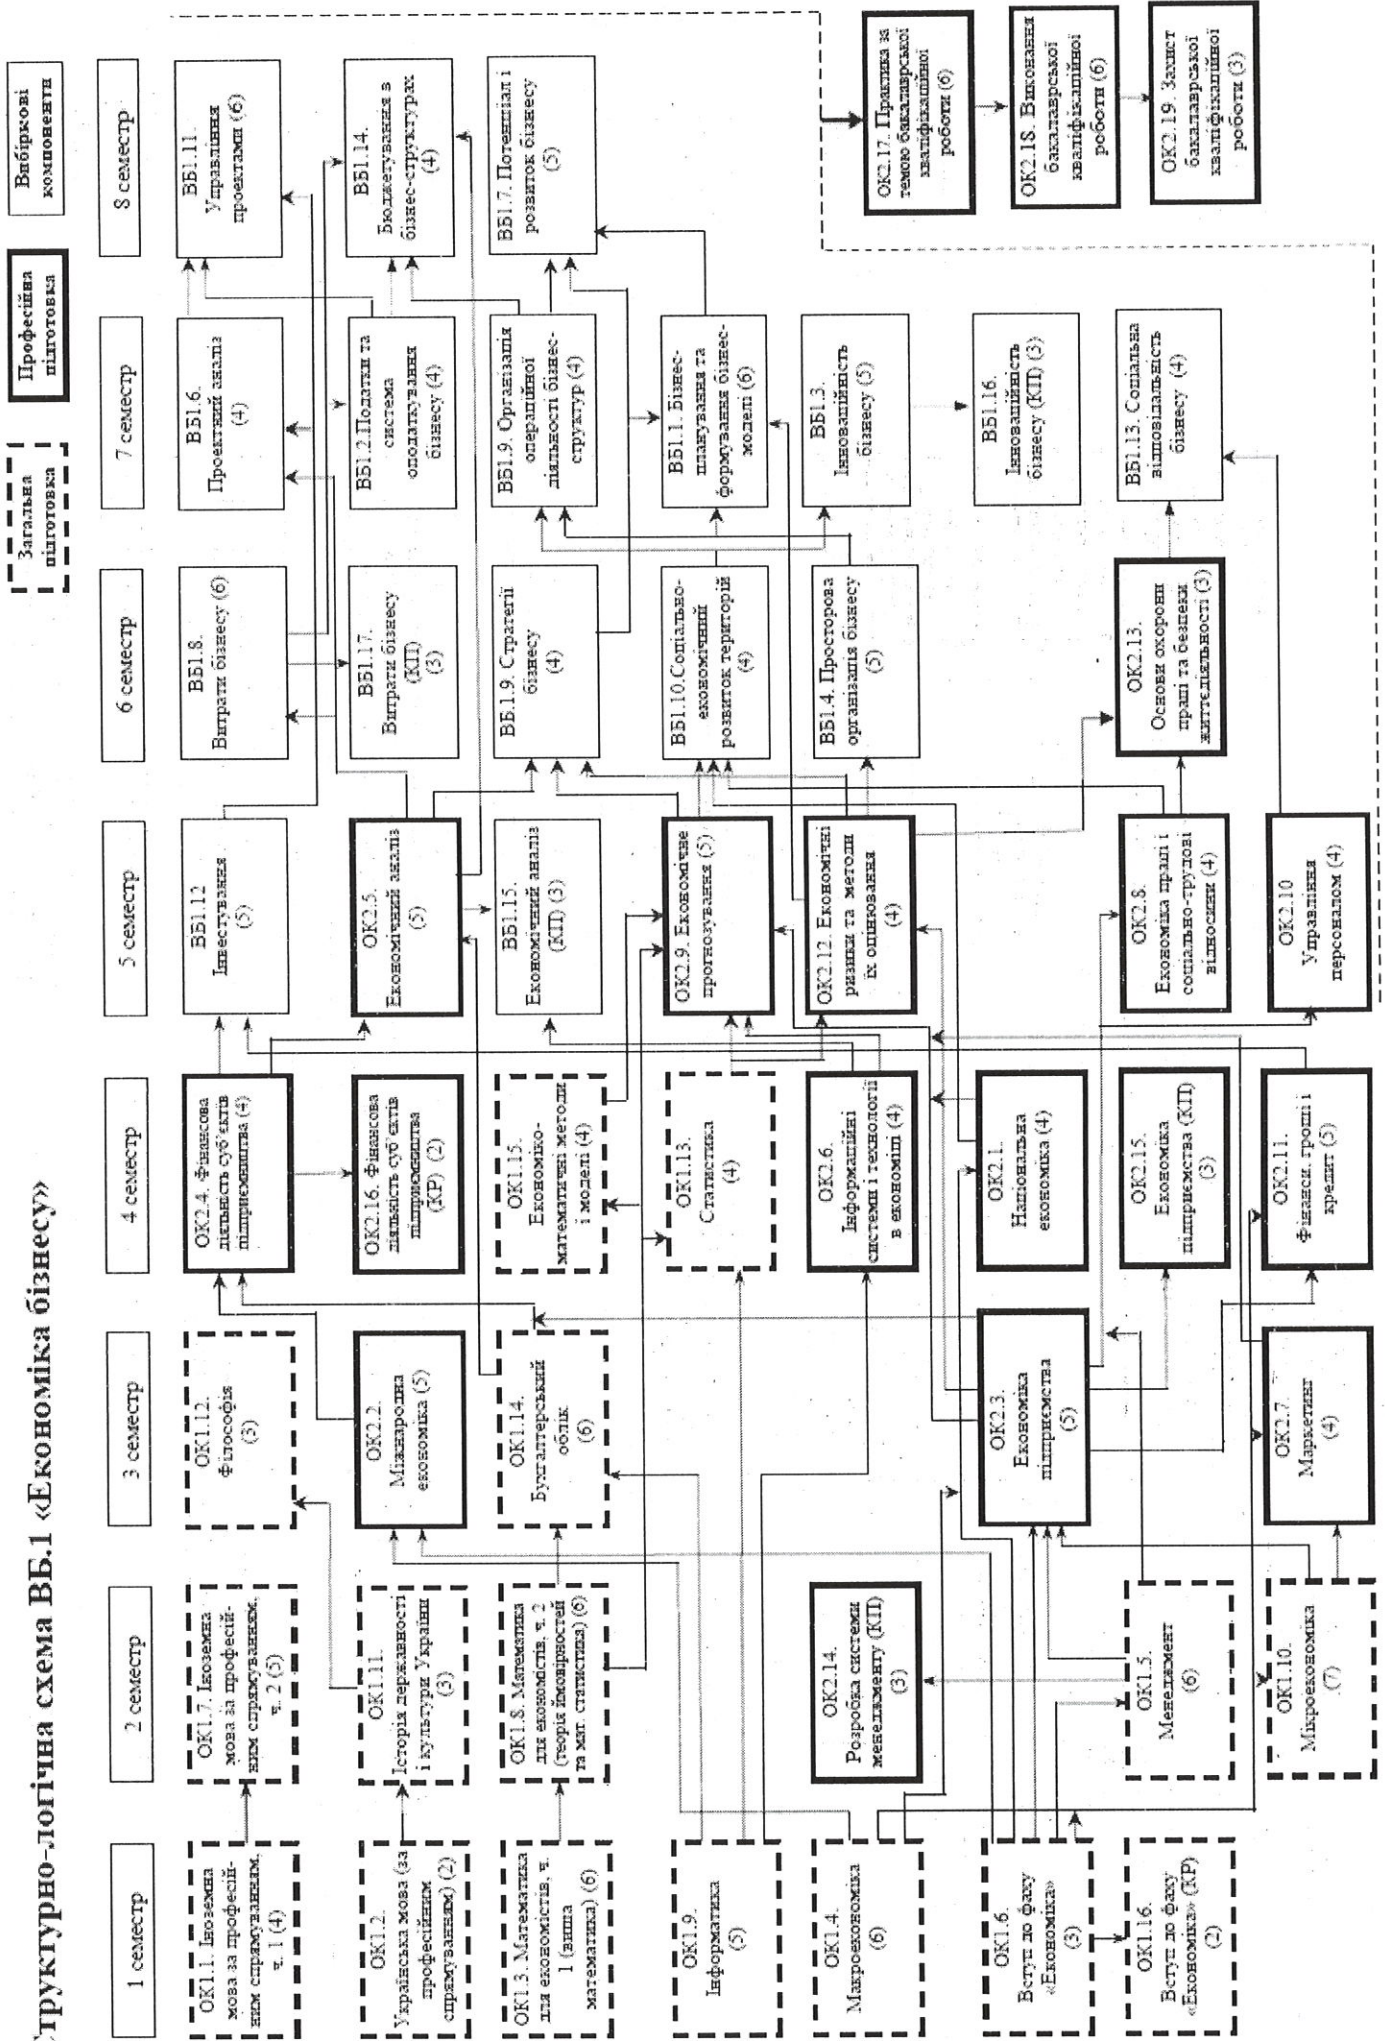 Структурно-логічна схема ВБ.1 «Економіка бізнесу»
Загальна
підготовка
Професійна
підготовка
Вибіркові
компоненти
1 семестр
2 семестр
3 семестр
4 семестр
5 семестр
6 семестр
7 семестр
8 семестр
ОК1.1. Іноземна
мова за професій-
ним спрямуванням,
ч. 1 (4)
ОК1.2.
Українська мова (за
професійним
спрямуванням) (2)
ОК1.3. Математика
для економістів, ч.
1 (вища
математика) (6)
ОК1.9.
Інформатика
(5)
ОК1.4.
Макроекономіка
(6)
ОК1.6.
Вступ до фаху
«Економіка»
(3)
ОК1.16.
Вступ до фаху
«Економіка» (КР)
(2)
ОК1.7. Іноземна
мова за професій-
ним спрямуванням,
ч. 2 (5)
ОК1.11.
Історія державності
і культури України
(3)
ОК1.8. Математика
для економістів, ч. 2
(теорія ймовірностей
та мат. статистика) (6)
ОК2.14.
Розробка системи
менеджменту (КП)
(3)
ОК1.5.
Менеджмент
(6)
ОК1.10.
Мікроекономіка
(7)
ОК1.12.
Філософія
(3)
ОК2.2.
Міжнародна
економіка (5)
ОК1.14.
Бухгалтерський
облік
(6)
ОК2.3.
Економіка
підприємства
(5)
ОК2.7.
Маркетинг
(4)
ОК2.4. Фінансова
діяльність суб’єктів
підприємництва (4)
ОК2.16. Фінансова
діяльність суб’єктів
підприємництва
(КР) (2)
ОК1.15.
Економіко-
математичні методи
і моделі (4)
ОК1.13.
Статистика
(4)
ОК2.6.
Інформаційні
системи і технології
в економіці (4)
ОК2.1.
Національна
економіка (4)
ОК2.15.
Економіка
підприємства (КП)
(3)
ОК2.11.
Фінанси, гроші і
кредит (5)
ВБ1.12
Інвестування
(5)
ОК2.5.
Економічний аналіз
(5)
ВБ1.15.
Економічний аналіз
(КП) (3)
ОК2.9. Економічне
прогнозування (5)
ОК2.12. Економічні
ризики та методи
їх оцінювання
(4)
ОК2.8.
Економіка праці і
соціально-трудові
відносини (4)
ОК2.10
Управління
персоналом (4)
ВБ1.8.
Витрати бізнесу (6)
ВБ1.17.
Витрати бізнесу
(КП)
(3)
ВБ.1.9. Стратегії
бізнесу
(4)
ВБ1.10.Соціально-
економічний
розвиток територій
(4)
ВБ1.4. Просторова
організація бізнесу
(5)
ОК2.13.
Основи охорони
праці та безпеки
життєдіяльності (3)
ВБ1.6.
Проектний аналіз
(4)
ВБ1.2.Податки та
система
оподаткування
бізнесу (4)
ВБ1.9. Організація
операційної
діяльності бізнес-
структур (4)
ВБ1.1. Бізнес-
планування та
формування бізнес-
моделі (6)
ВБ1.3.
Інноваційність
бізнесу (5)
ВБ1.16.
Інноваційність
бізнесу (КП) (3)
ВБ1.13. Соціальна
відповідальність
бізнесу (4)
ВБ1.11.
Управління
проектами (6)
ВБ1.14.
Бюджетування в
бізнес-структурах
(4)
ВБ1.7. Потенціал і
розвиток бізнесу
(5)
ОК2.17. Практика за
темою бакалаврської
кваліфікаційної
роботи (6)
ОК2.18. Виконання
бакалаврської
кваліфікаційної
роботи (6)
ОК2.19. Захист
бакалаврської
кваліфікаційної
роботи (3)